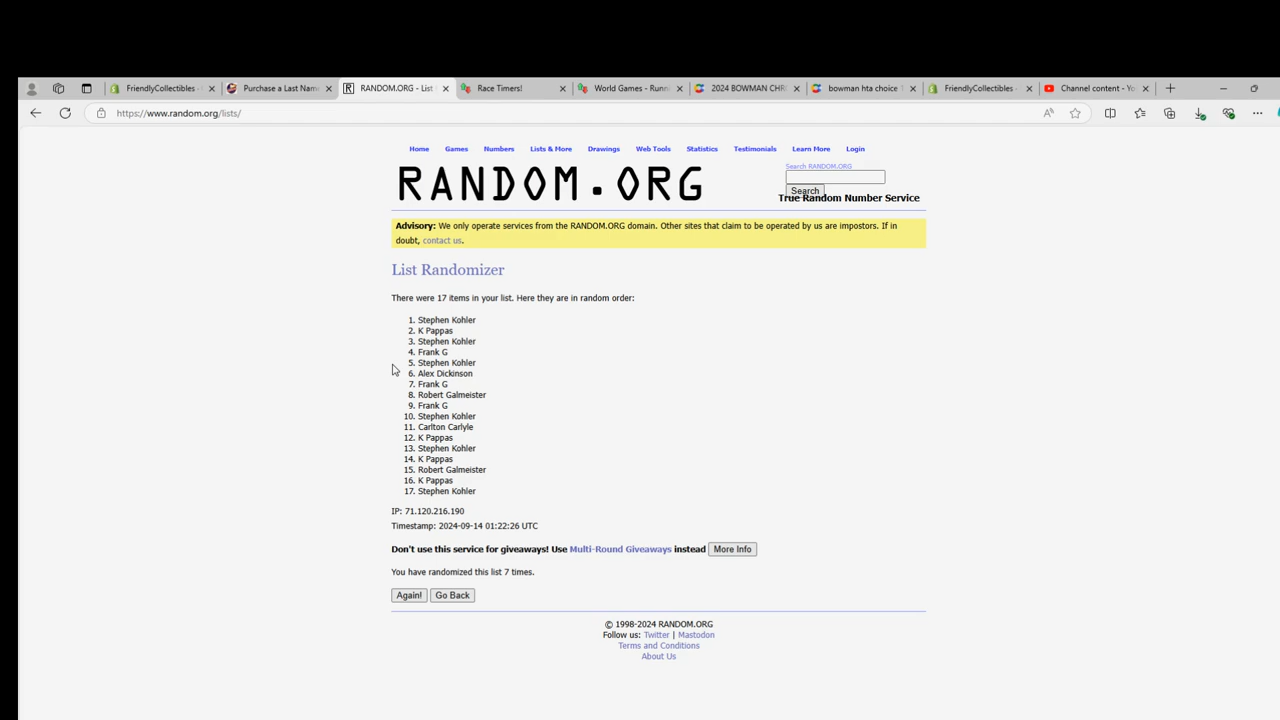 FriendlyCollectibles -
Purchase a Last Name
RANDOM.ORG - List
Race Timers!
World Games - Runn
2024 BOWMAN CHR
bowman hta choice
FriendlyCollectibles -
Channel content - Yo
https://www.random.org/lists/
Home Games Numbers Lists & More Drawings Web Tools Statistics Testimonials Learn More Login
Search RANDOM.ORG
RANDOM.ORG
Search
True Random Number Service
Advisory: We only operate services from the RANDOM.ORG domain. Other sites that claim to be operated by us are impostors. If in
doubt, contact us.
List Randomizer
There were 17 items in your list. Here they are in random order:
1. Stephen Kohler
2. K Pappas
3. Stephen Kohler
4. Frank G
5. Stephen Kohler
6. Alex Dickinson
7. Frank G
8. Robert Galmeister
9. Frank G
10. Stephen Kohler
11. Carlton Carlyle
12. K Pappas
13. Stephen Kohler
14. K Pappas
15. Robert Galmeister
16. K Pappas
17. Stephen Kohler
IP: 71.120.216.190
Timestamp: 2024-09-14 01:22:26 UTC
Don't use this service for giveaways! Use Multi-Round Giveaways instead More Info
You have randomized this list 7 times.
Again! Go Back
© 1998-2024 RANDOM.ORG
Follow us: Twitter | Mastodon
Terms and Conditions
About Us